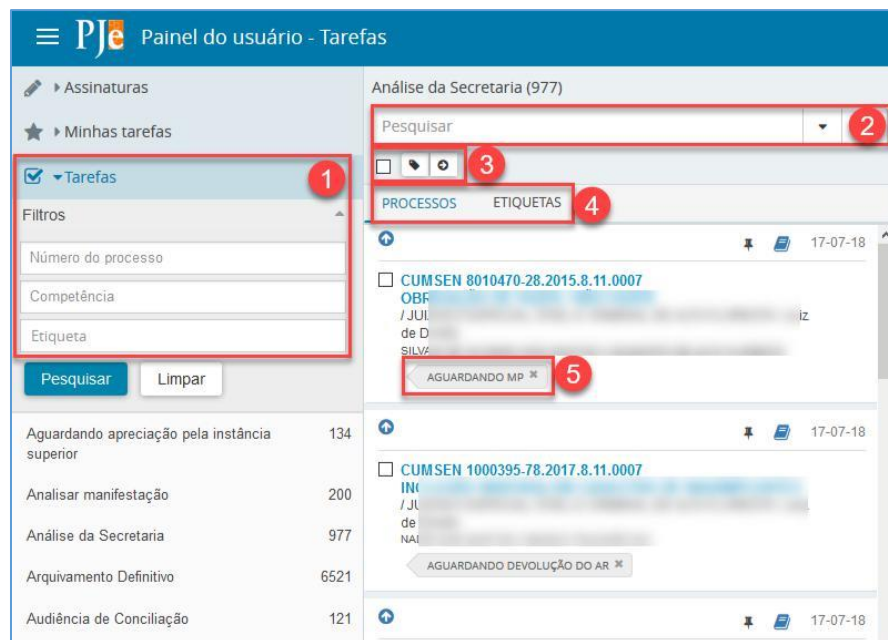 PJe Painel do usuário - Tarefas
Assinaturas
Minhas tarefas
Tarefas
1
Filtros
Número do processo
Competência
Etiqueta
Pesquisar
Limpar
Aguardando apreciação pela instância superior 134
Analisar manifestação 200
Análise da Secretaria 977
Arquivamento Definitivo 6521
Audiência de Conciliação 121
Análise da Secretaria (977)
Pesquisar
2
3
PROCESSOS ETIQUETAS
4
17-07-18
CUMSEN 8010470-28.2015.8.11.0007
de
AGUARDANDO MP
5
17-07-18
CUMSEN 1000395-78.2017.8.11.0007
de
AGUARDANDO DEVOLUÇÃO DO AR
17-07-18